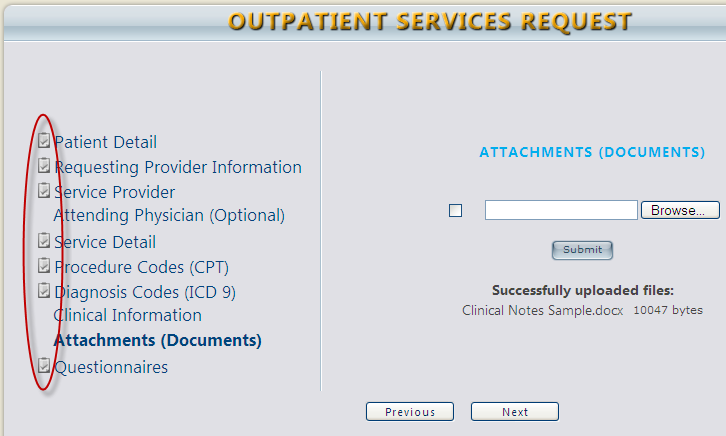 OUTPATIENT SERVICES REQUEST
Patient Detail
Requesting Provider Information
Service Provider
Attending Physician (Optional)
Service Detail
Procedure Codes (CPT)
Diagnosis Codes (ICD 9)
Clinical Information
Attachments (Documents)
Questionnaires
ATTACHMENTS (DOCUMENTS)
Browse...
Submit
Successfully uploaded files:
Clinical Notes Sample.docx 10047 bytes
Previous Next